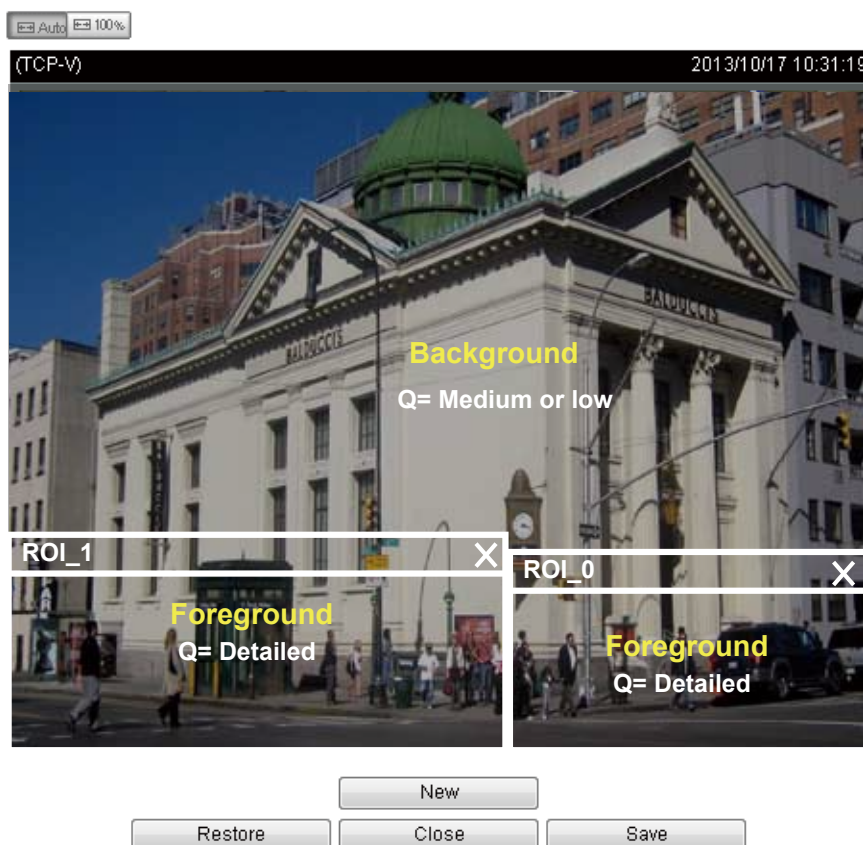 Auto 100%
(TCP-V) 2013/10/17 10:31:19
BALDUCCI'S
BALDUCCI'S
Background
Q= Medium or low
ROI_1 X
ROI_0 X
Foreground
Q= Detailed
Foreground
Q= Detailed
PARK
New
Restore Close Save